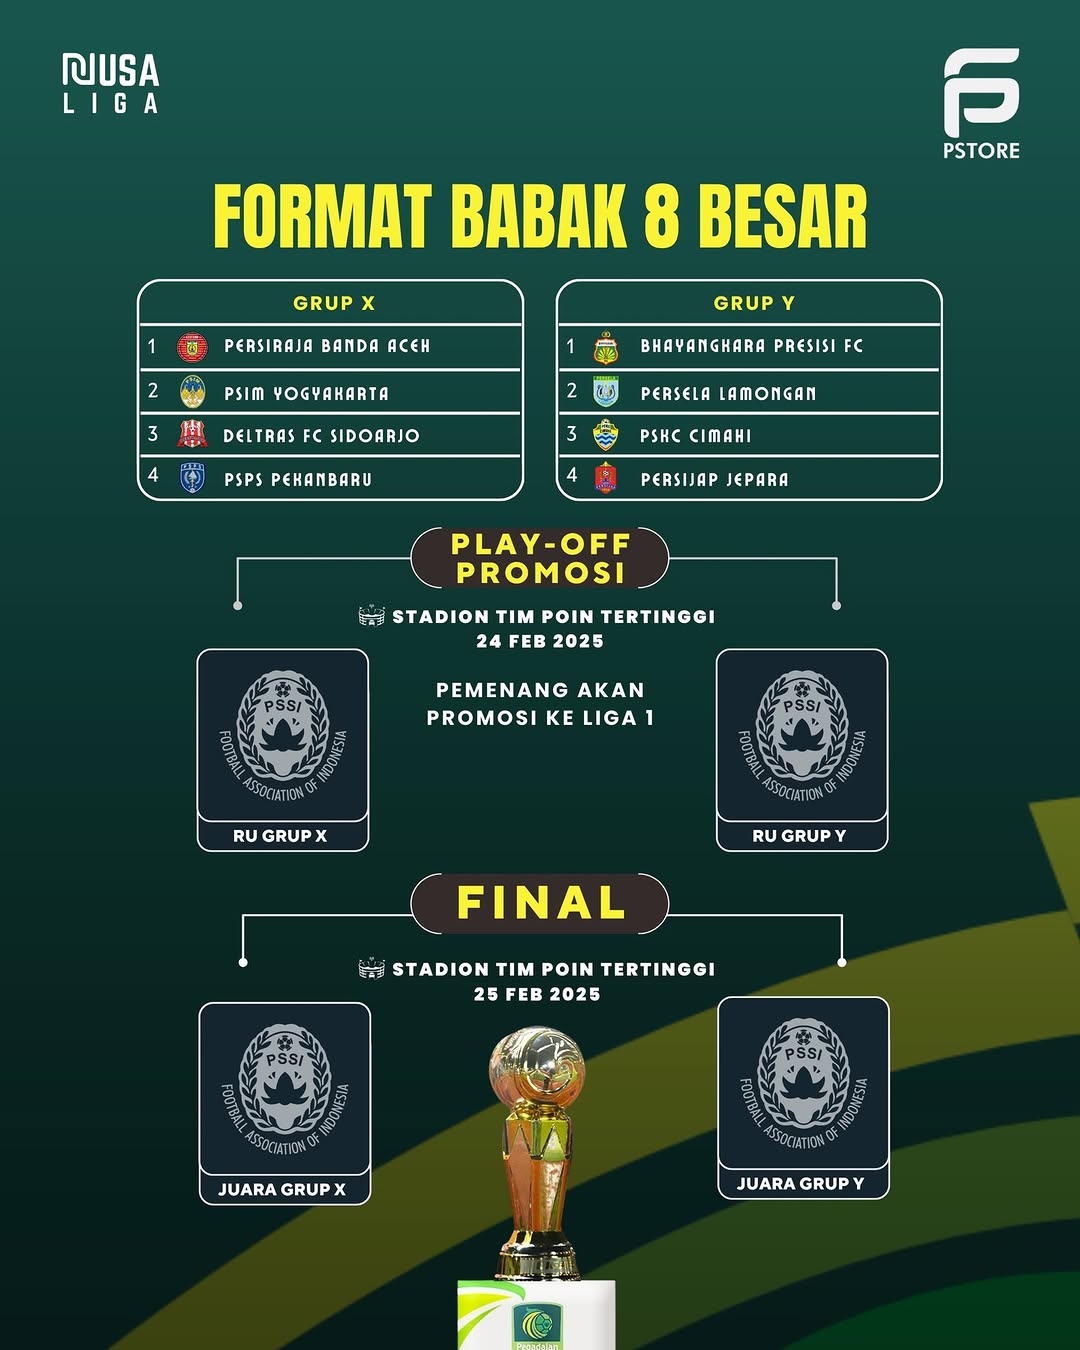 NUSA
LIGA
PSTORE
FORMAT BABAK 8 BESAR
GRUP X
1 PERSIRAJA BANDA ACEH
2 PSIM YOGYAKARTA
3 DELTRAS FC SIDOARJO
4 PSPS PEKANBARU
GRUP Y
1 BHAYANGKARA PRESISI FC
2 PERSELA LAMONGAN
3 PSKC CIMAHI
4 PERSIJAP JEPARA
PLAY-OFF
PROMOSI
STADION TIM POIN TERTINGGI
24 FEB 2025
PEMENANG AKAN
PROMOSI KE LIGA 1
PSSI
FOOTBALL ASSOCIATION OF INDONESIA
RU GRUP X
PSSI
FOOTBALL ASSOCIATION OF INDONESIA
RU GRUP Y
FINAL
STADION TIM POIN TERTINGGI
25 FEB 2025
PSSI
FOOTBALL ASSOCIATION OF INDONESIA
JUARA GRUP X
PSSI
FOOTBALL ASSOCIATION OF INDONESIA
JUARA GRUP Y
Pegadaian